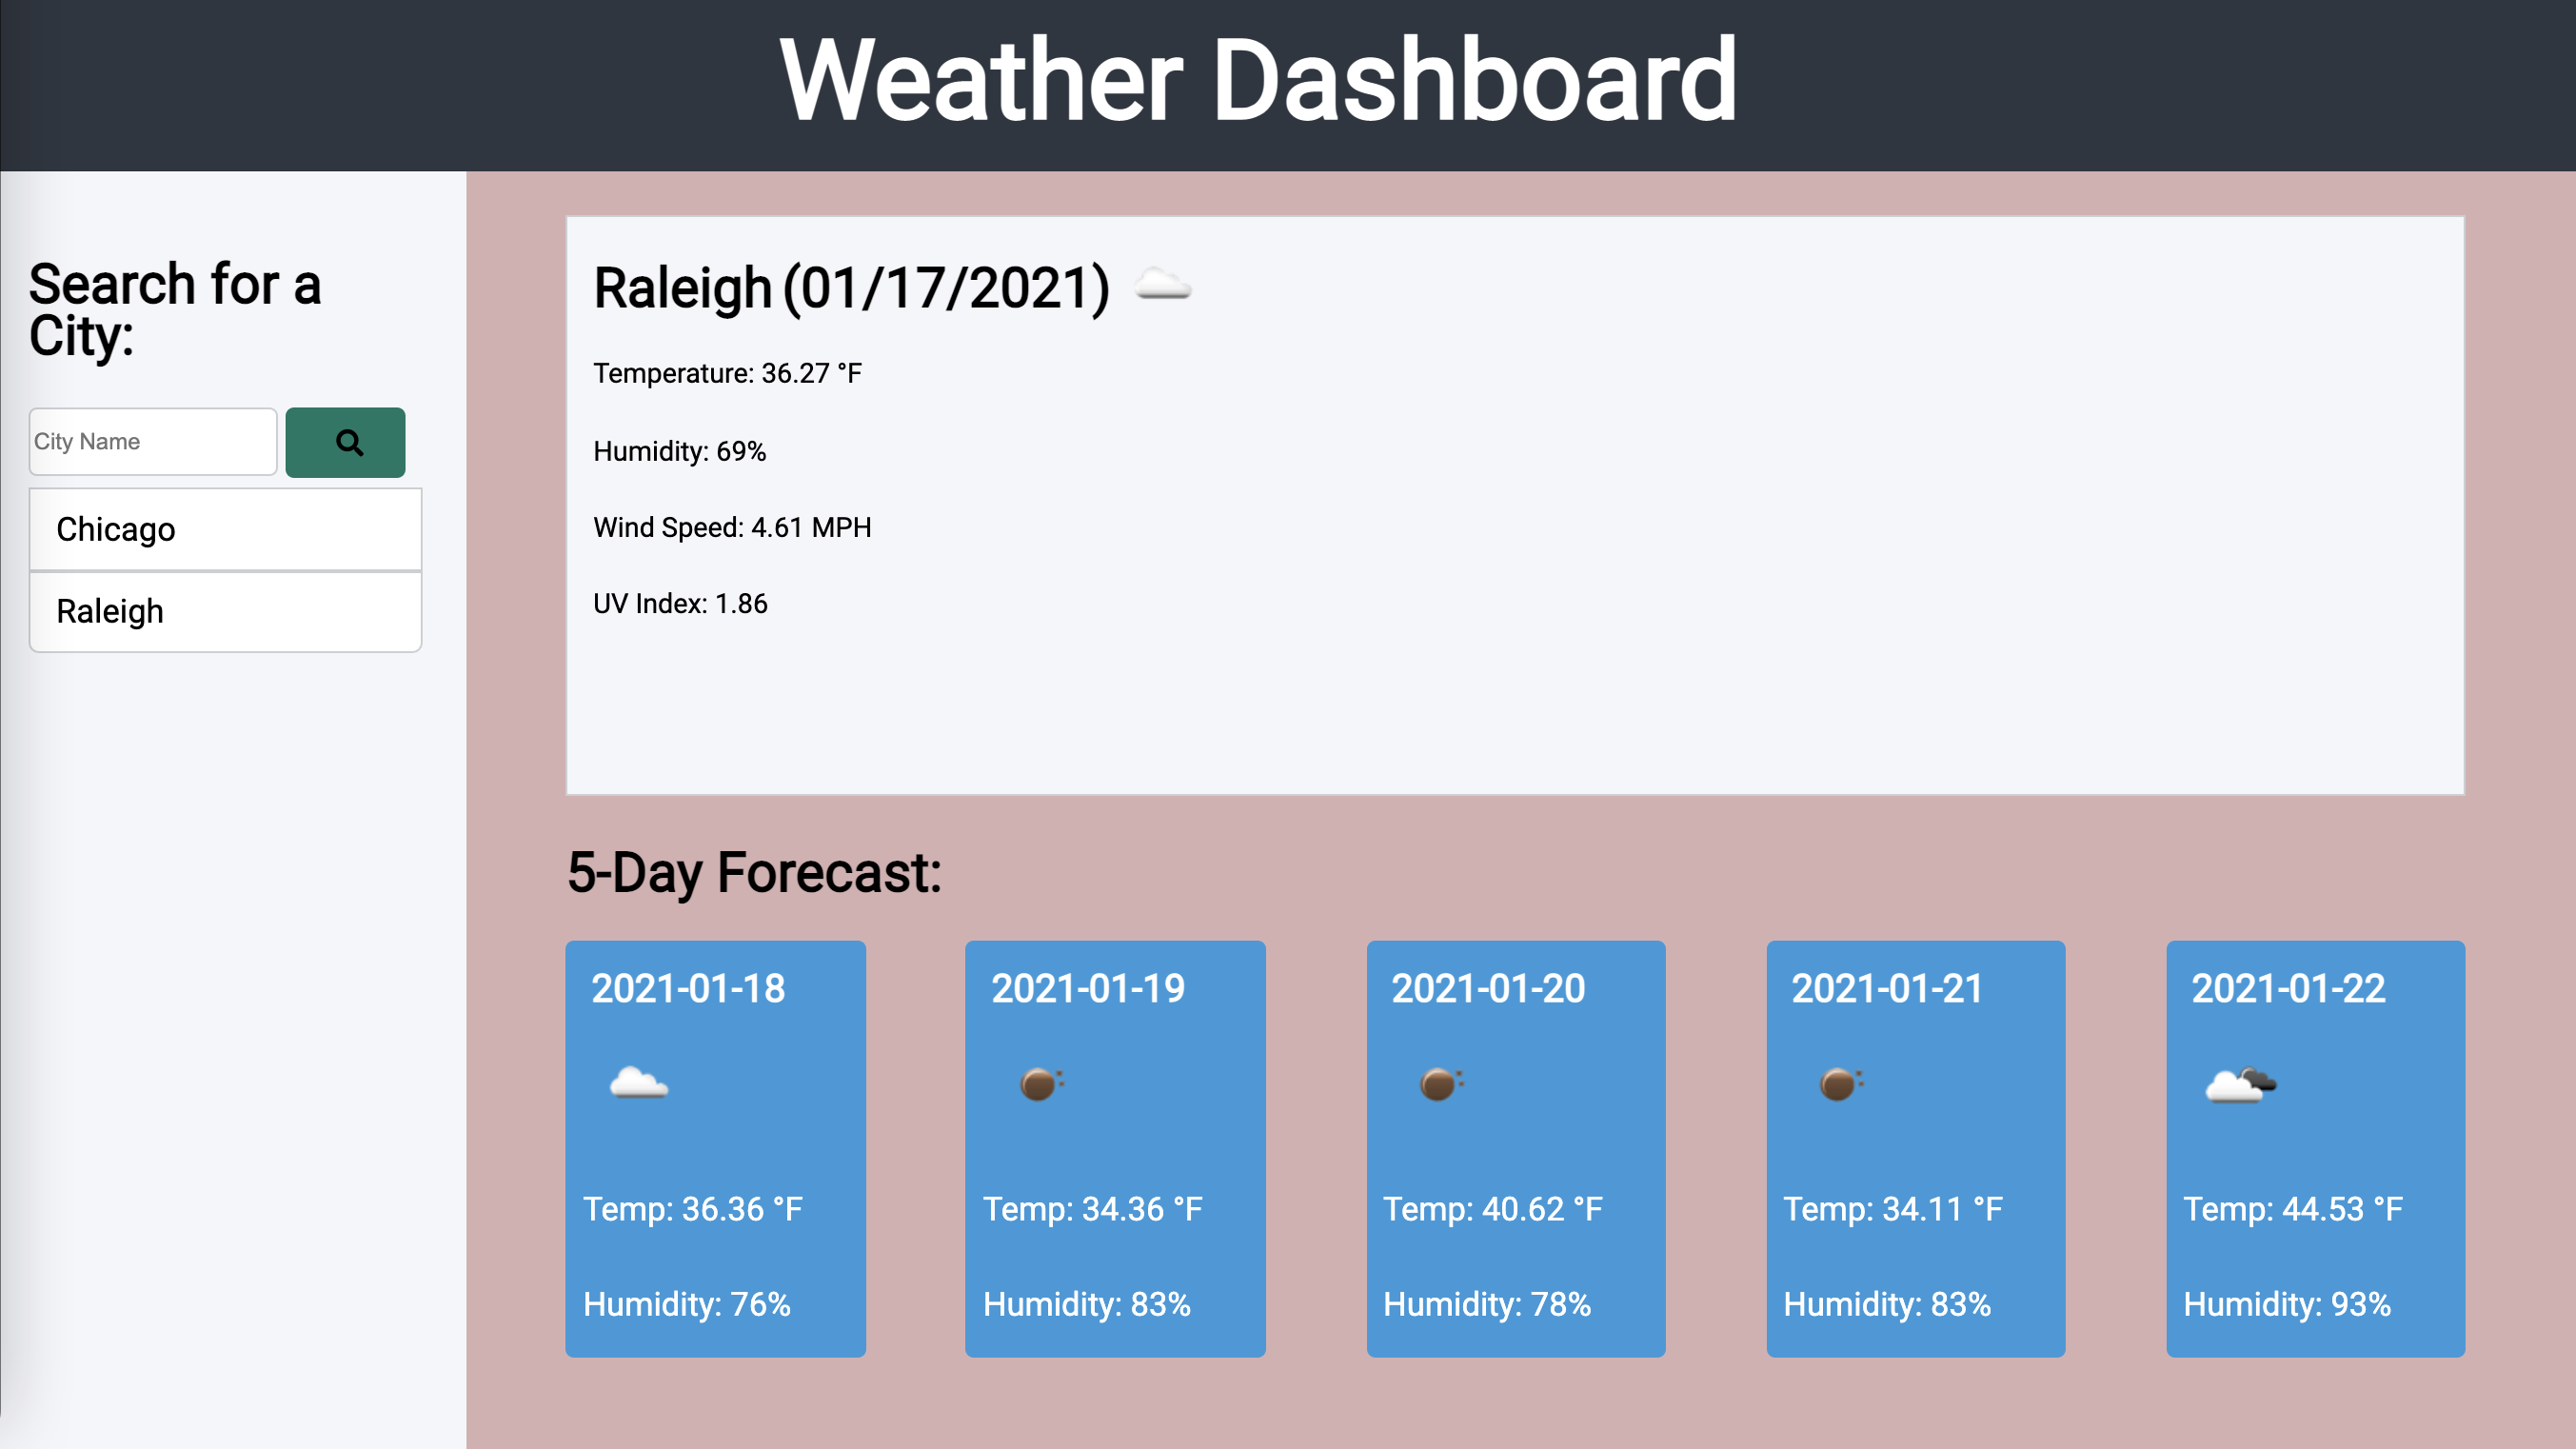 Weather Dashboard
Search for a
City:
City Name
Chicago
Raleigh
Raleigh (01/17/2021)
Temperature: 36.27 °F
Humidity: 69%
Wind Speed: 4.61 MPH
UV Index: 1.86
5-Day Forecast:
2021-01-18
Temp: 36.36 °F
Humidity: 76%
2021-01-19
Temp: 34.36 °F
Humidity: 83%
2021-01-20
Temp: 40.62 °F
Humidity: 78%
2021-01-21
Temp: 34.11 °F
Humidity: 83%
2021-01-22
Temp: 44.53 °F
Humidity: 93%